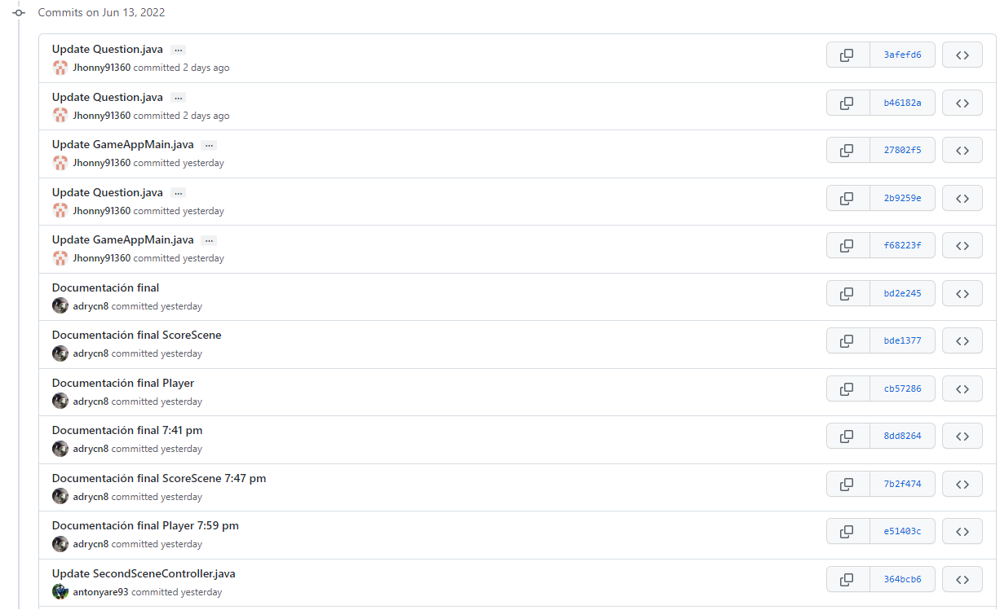 Commits on Jun 13, 2022
Update Question.java ...
Jhonny91360 committed 2 days ago
3afefd6
Update Question.java ...
Jhonny91360 committed 2 days ago
b46182a
Update GameAppMain.java ...
Jhonny91360 committed yesterday
27802f5
Update Question.java ...
Jhonny91360 committed yesterday
2b9259e
Update GameAppMain.java ...
Jhonny91360 committed yesterday
f68223f
Documentación final
adrycn8 committed yesterday
bd2e245
Documentación final ScoreScene
adrycn8 committed yesterday
bde1377
Documentación final Player
adrycn8 committed yesterday
cb57286
Documentación final 7:41 pm
adrycn8 committed yesterday
8dd8264
Documentación final ScoreScene 7:47 pm
adrycn8 committed yesterday
7b2f474
Documentación final Player 7:59 pm
adrycn8 committed yesterday
e51403c
Update SecondSceneController.java
antonyare93 committed yesterday
364bcb6